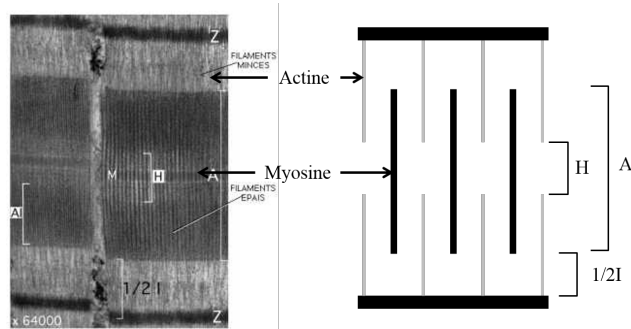 Z
FILAMENTS
MINCES
Actine
M
H
A
Myosine
FILAMENTS
EPAIS
AI
1/2 I
x 64000
Z
H
A
1/2I